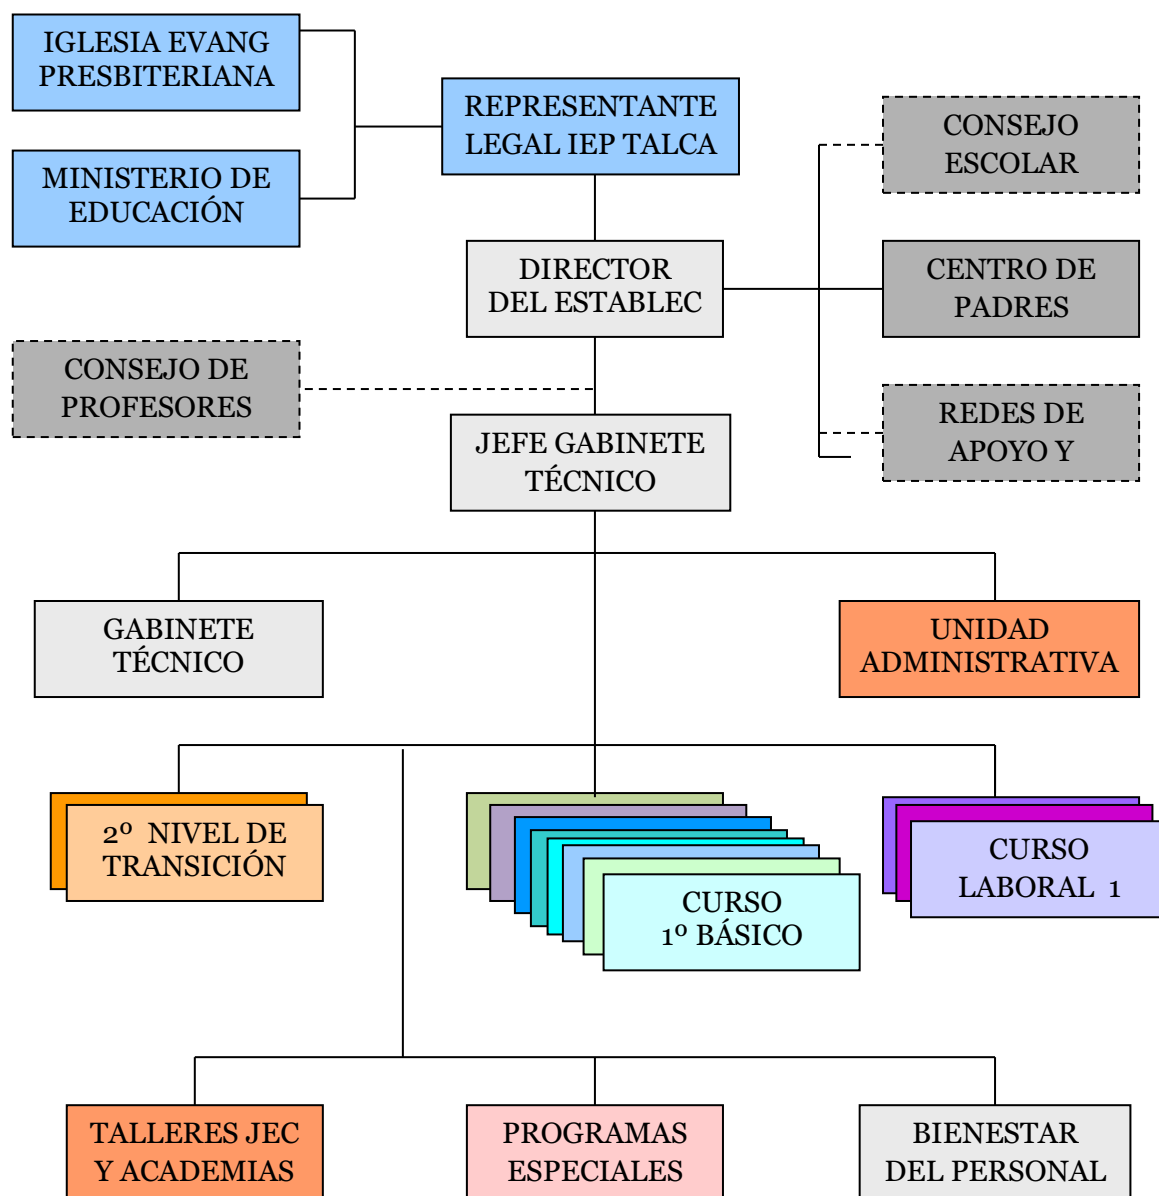 IGLESIA EVANG
PRESBITERIANA
REPRESENTANTE
LEGAL IEP TALCA
CONSEJO
ESCOLAR
MINISTERIO DE
EDUCACIÓN
DIRECTOR
DEL ESTABLEC
CENTRO DE
PADRES
CONSEJO DE
PROFESORES
REDES DE
APOYO Y
JEFE GABINETE
TÉCNICO
GABINETE
TÉCNICO
UNIDAD
ADMINISTRATIVA
2º NIVEL DE
TRANSICIÓN
CURSO
1º BÁSICO
CURSO
LABORAL 1
TALLERES JEC
Y ACADEMIAS
PROGRAMAS
ESPECIALES
BIENESTAR
DEL PERSONAL